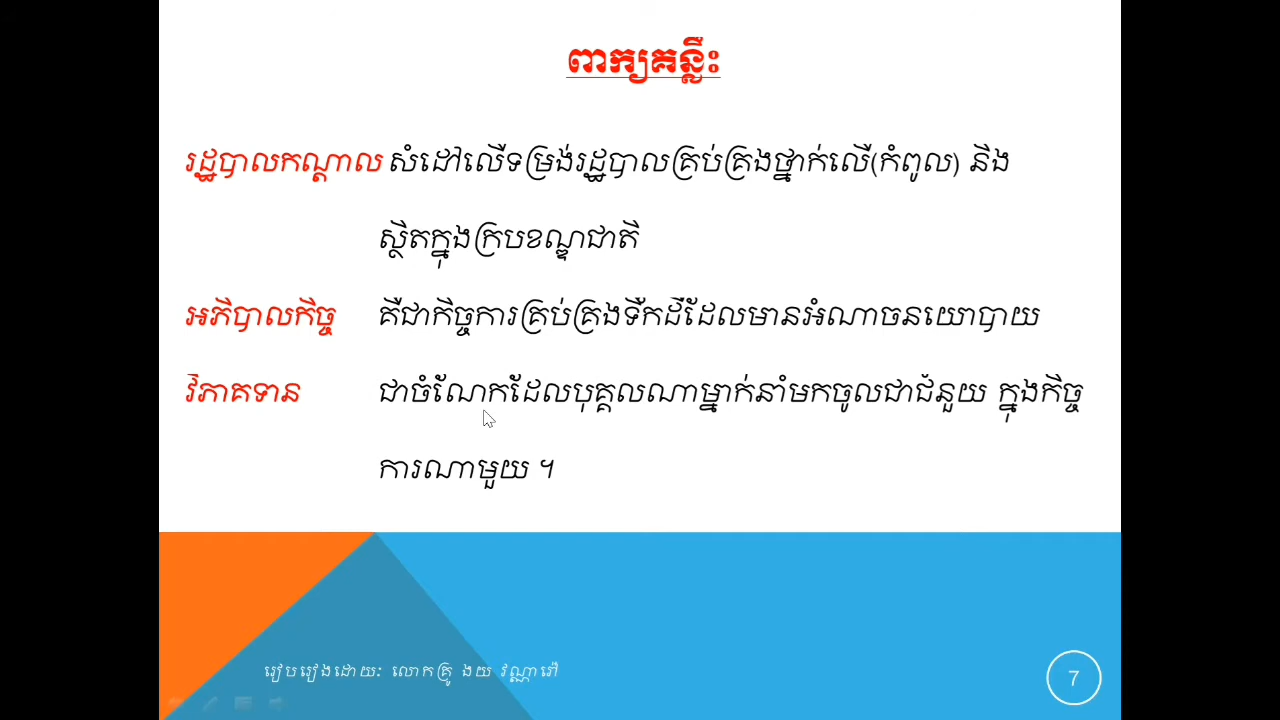 ពាក្យគន្លឹះ
រដ្ឋបាលកណ្តាល សំដៅលើទម្រង់រដ្ឋបាលគ្រប់គ្រងថ្នាក់លើ(កំពូល) និង
ស្ថិតក្នុងក្របខណ្ឌជាតិ
អភិបាលកិច្ច គឺជាកិច្ចការគ្រប់គ្រងទឹកដីដែលមានអំណាចនយោបាយ
វិភាគទាន ជាចំណែកដែលបុគ្គលណាម្នាក់នាំមកចូលជាជំនួយ ក្នុងកិច្ច
ការណាមួយ ។
រៀបរៀងដោយ: លោកគ្រូ ងយ វណ្ណារ៉ៅ
7